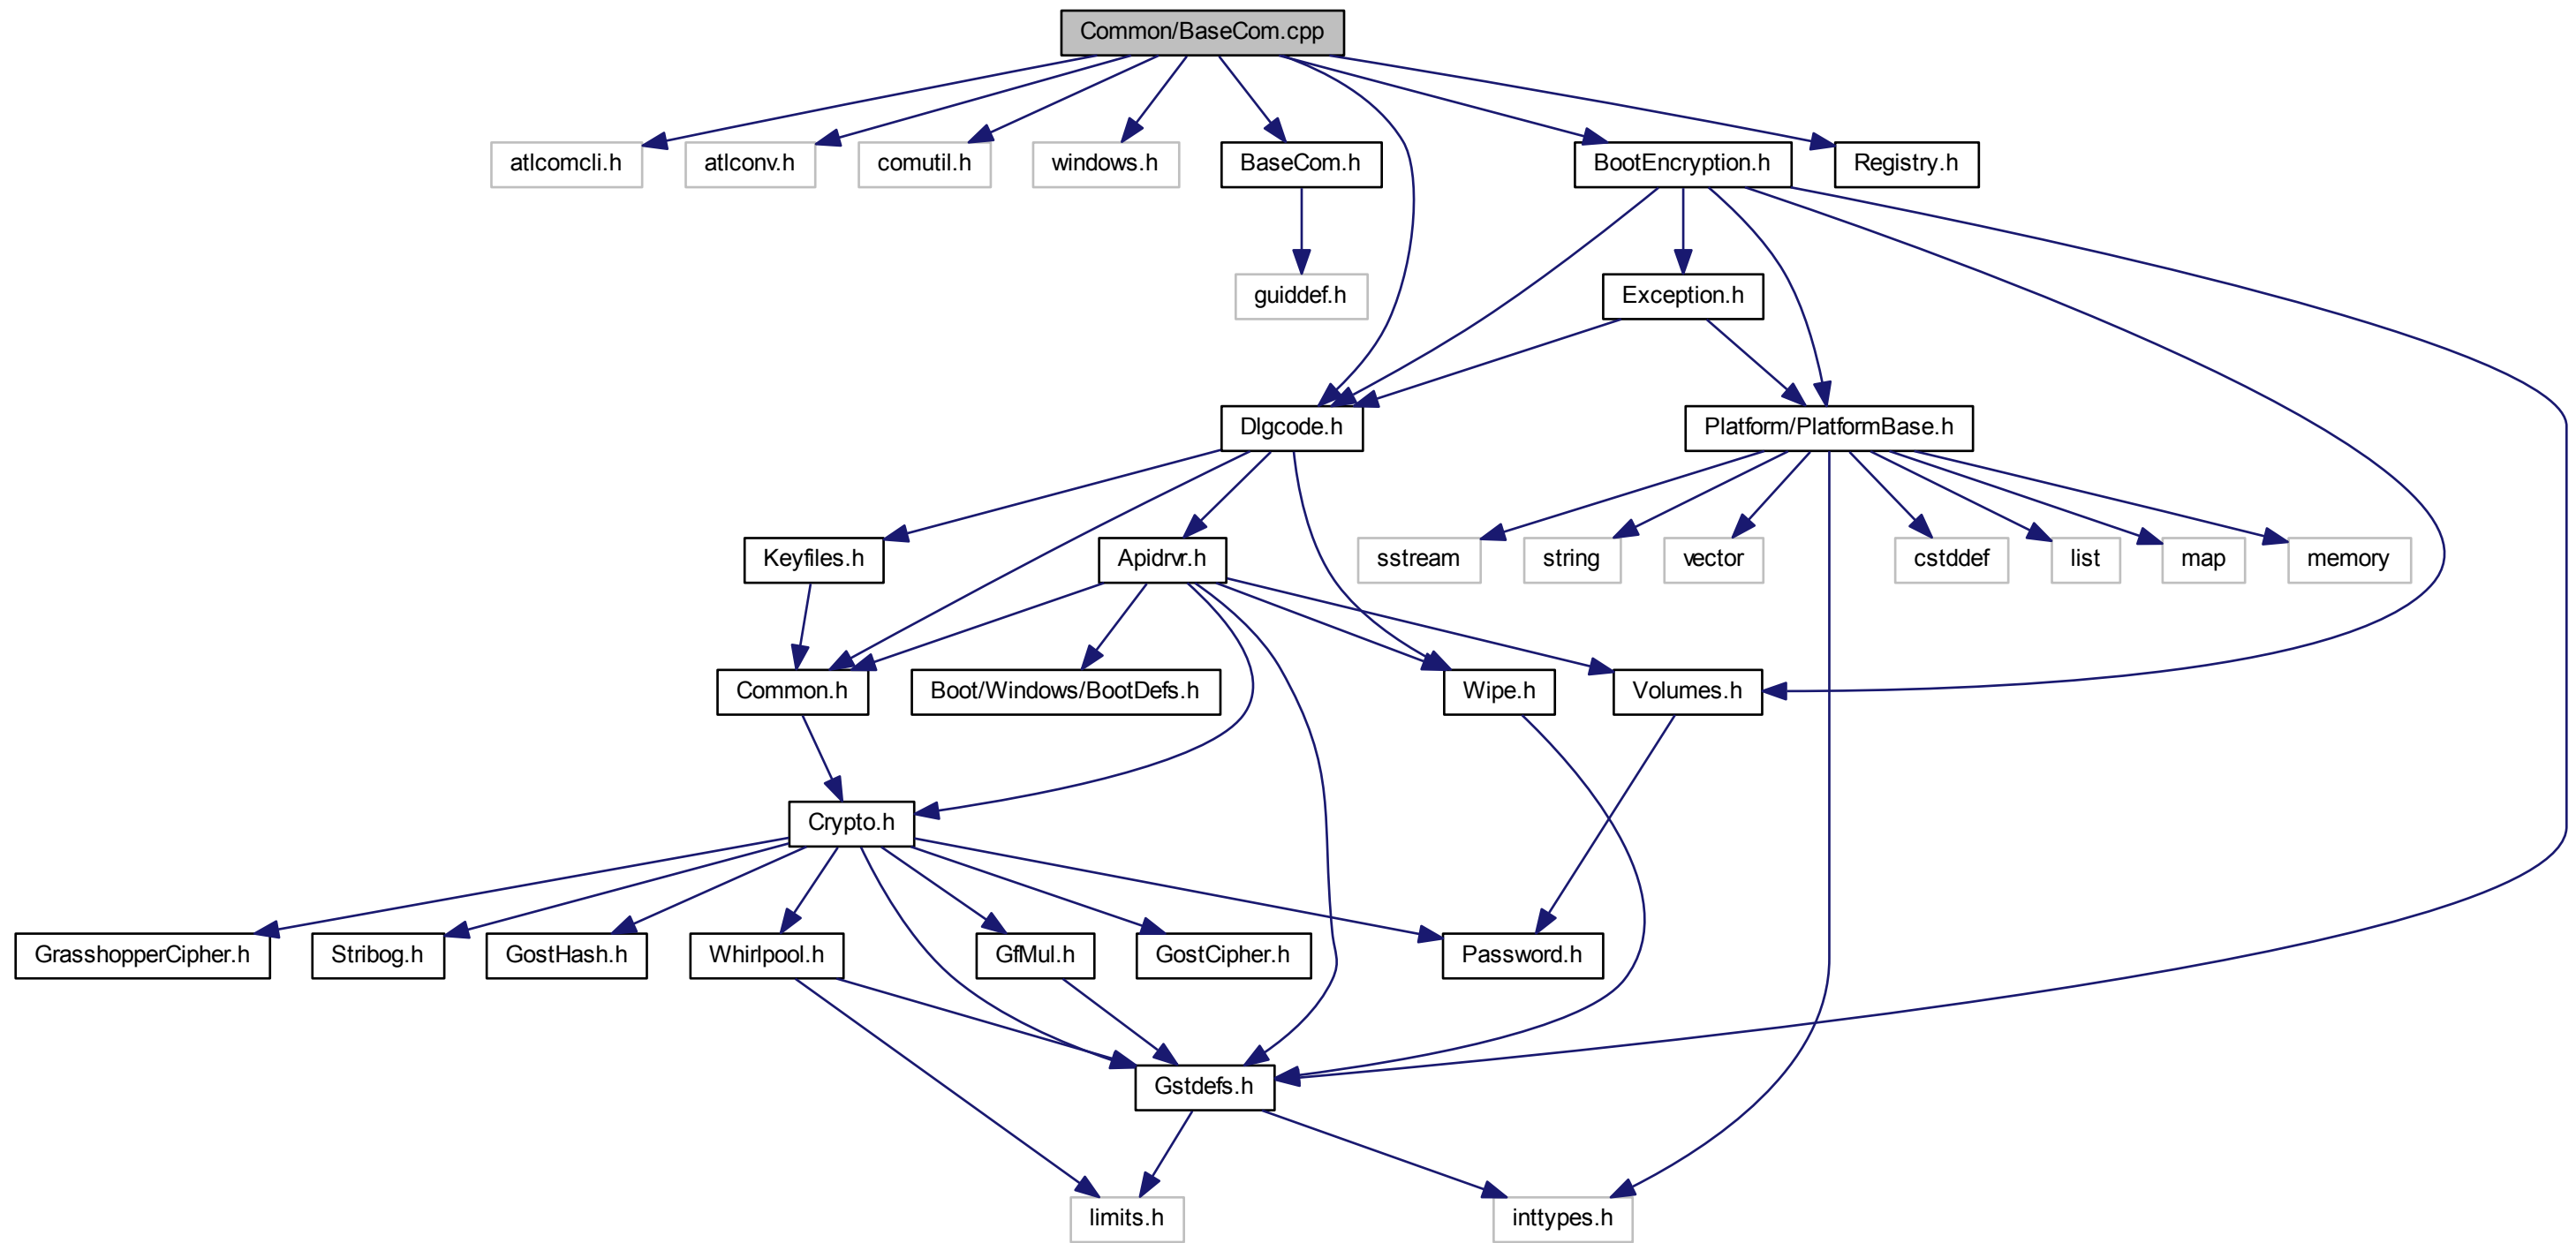 Common/BaseCom.cpp
atlcomcli.h
atlconv.h
comutil.h
windows.h
BaseCom.h
BootEncryption.h
Registry.h
guiddef.h
Exception.h
Dlgcode.h
Platform/PlatformBase.h
Keyfiles.h
Apidrvr.h
sstream
string
vector
cstddef
list
map
memory
Common.h
Boot/Windows/BootDefs.h
Wipe.h
Volumes.h
Crypto.h
GrasshopperCipher.h
Stribog.h
GostHash.h
Whirlpool.h
GfMul.h
GostCipher.h
Password.h
Gstdefs.h
limits.h
inttypes.h